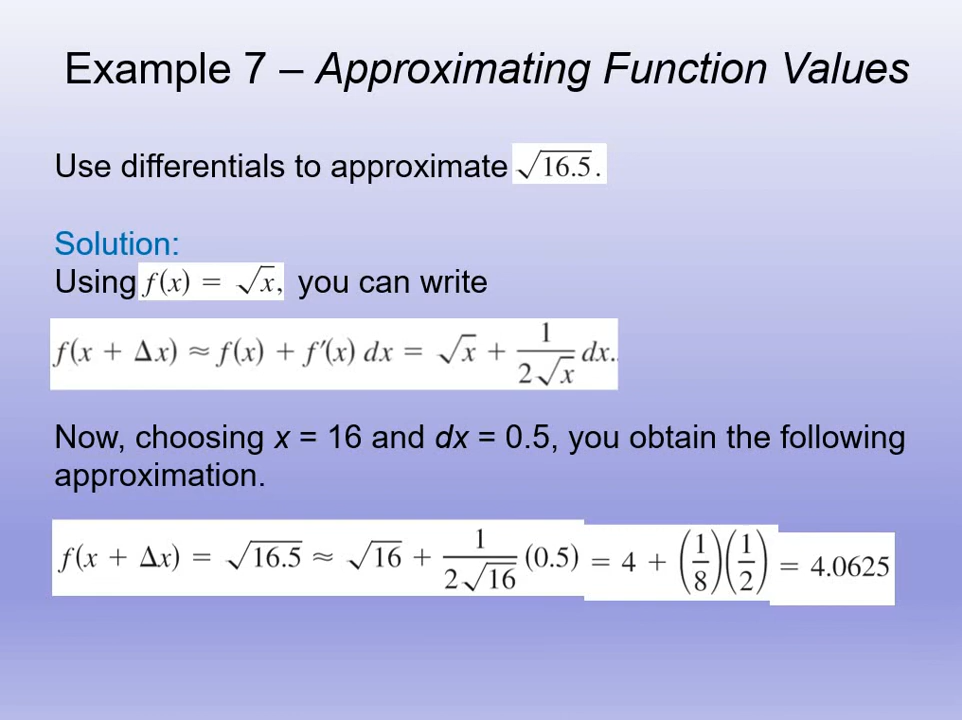 Example 7 – Approximating Function Values
Use differentials to approximate √16.5.
Solution:
Using f(x) = √x, you can write
f(x + Δx) ≈ f(x) + f′(x) dx = √x + 1/(2√x) dx.
Now, choosing x = 16 and dx = 0.5, you obtain the following
approximation.
f(x + Δx) = √16.5 ≈ √16 + 1/(2√16) (0.5) = 4 + (1/8)(1/2) = 4.0625